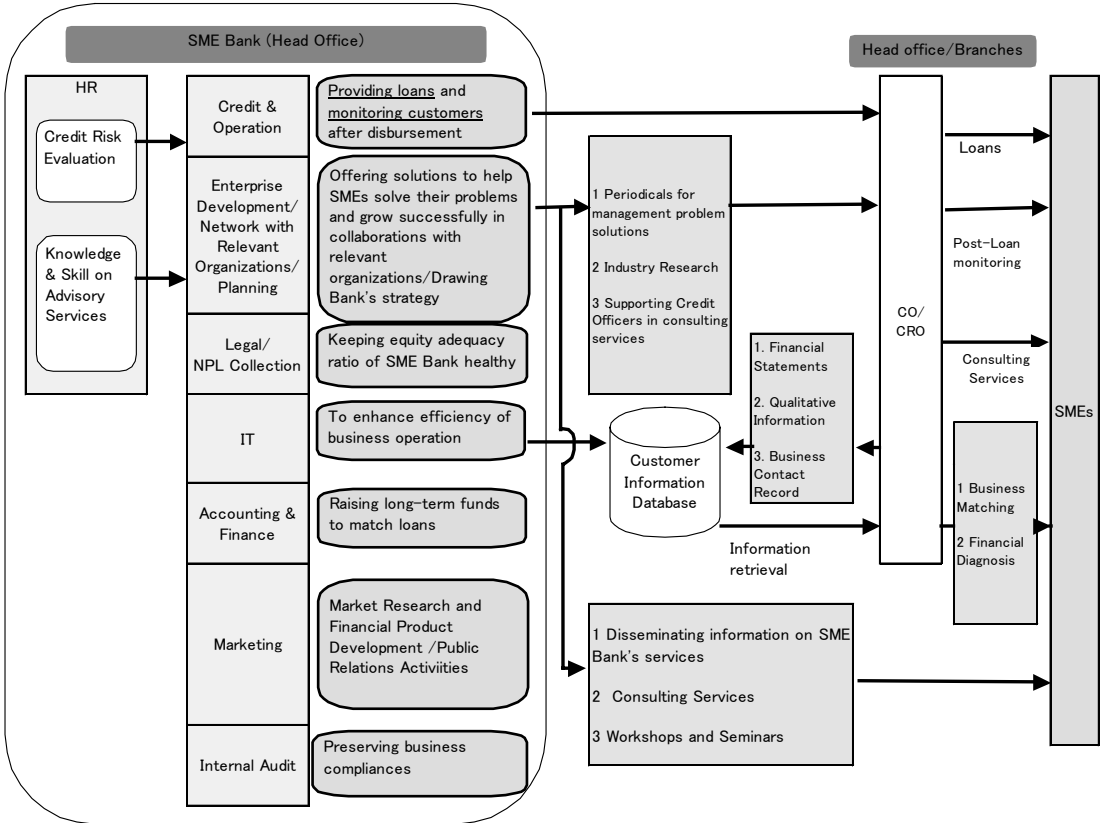 SME Bank (Head Office)
Head office/Branches
HR
Credit Risk
Evaluation
Knowledge
& Skill on
Advisory
Services
Credit &
Operation
Providing loans and
monitoring customers
after disbursement
Enterprise
Development/
Network with
Relevant
Organizations/
Planning
Offering solutions to help
SMEs solve their problems
and grow successfully in
collaborations with
relevant
organizations/Drawing
Bank's strategy
Legal/
NPL Collection
Keeping equity adequacy
ratio of SME Bank healthy
IT
To enhance efficiency of
business operation
Accounting &
Finance
Raising long-term funds
to match loans
Marketing
Market Research and
Financial Product
Development /Public
Relations Activiities
Internal Audit
Preserving business
compliances
1 Periodicals for
management problem
solutions
2 Industry Research
3 Supporting Credit
Officers in consulting
services
1. Financial
Statements
2. Qualitative
Information
3. Business
Contact
Record
Customer
Information
Database
Information
retrieval
1 Disseminating information on SME
Bank's services
2 Consulting Services
3 Workshops and Seminars
CO/
CRO
Loans
Post-Loan
monitoring
Consulting
Services
1 Business
Matching
2 Financial
Diagnosis
SMEs